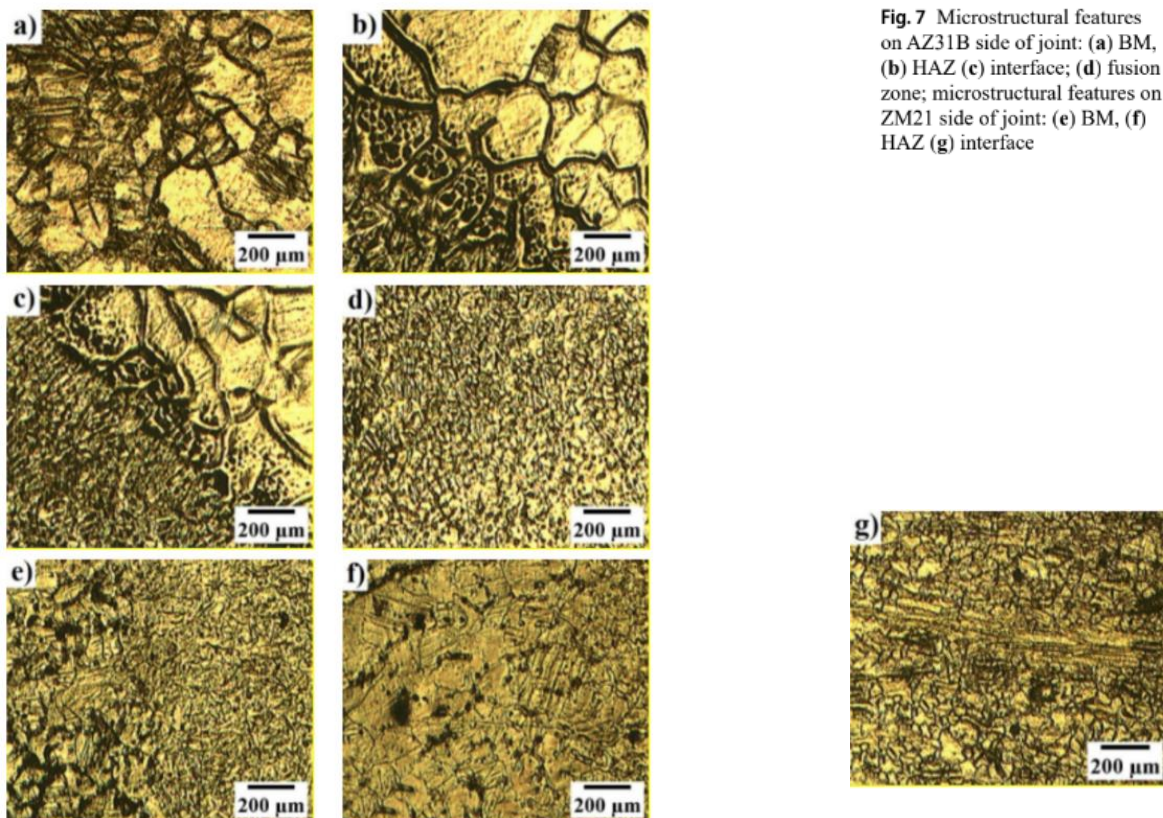 a)
b)
200 µm
200 µm
Fig. 7 Microstructural features
on AZ31B side of joint: (a) BM,
(b) HAZ (c) interface; (d) fusion
zone; microstructural features on
ZM21 side of joint: (e) BM, (f)
HAZ (g) interface
c)
d)
200 µm
200 µm
e)
f)
200 µm
200 µm
g)
200 µm